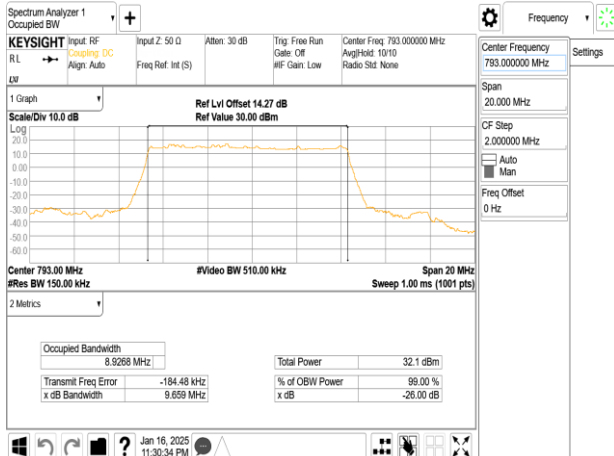 Spectrum Analyzer 1
Occupied BW
KEYSIGHT Input: RF
RL
Coupling: DC
Align: Auto
Input Z: 50 Ω
Freq Ref: Int (S)
Atten: 30 dB
Trig: Free Run
Gate: Off
#IF Gain: Low
Center Freq: 793.000000 MHz
Avg|Hold: 10/10
Radio Std: None
LXI
1 Graph
Scale/Div 10.0 dB
Ref Lvl Offset 14.27 dB
Ref Value 30.00 dBm
Log
20.0
10.0
0.00
-10.0
-20.0
-30.0
-40.0
-50.0
-60.0
Center 793.00 MHz
#Video BW 510.00 kHz
Span 20 MHz
#Res BW 150.00 kHz
Sweep 1.00 ms (1001 pts)
2 Metrics
Occupied Bandwidth
8.9268 MHz
Total Power 32.1 dBm
Transmit Freq Error -184.48 kHz
% of OBW Power 99.00 %
x dB Bandwidth 9.659 MHz
x dB -26.00 dB
?
Jan 16, 2025
11:30:34 PM
Frequency
Center Frequency
793.000000 MHz
Settings
Span
20.000 MHz
CF Step
2.000000 MHz
Auto
Man
Freq Offset
0 Hz